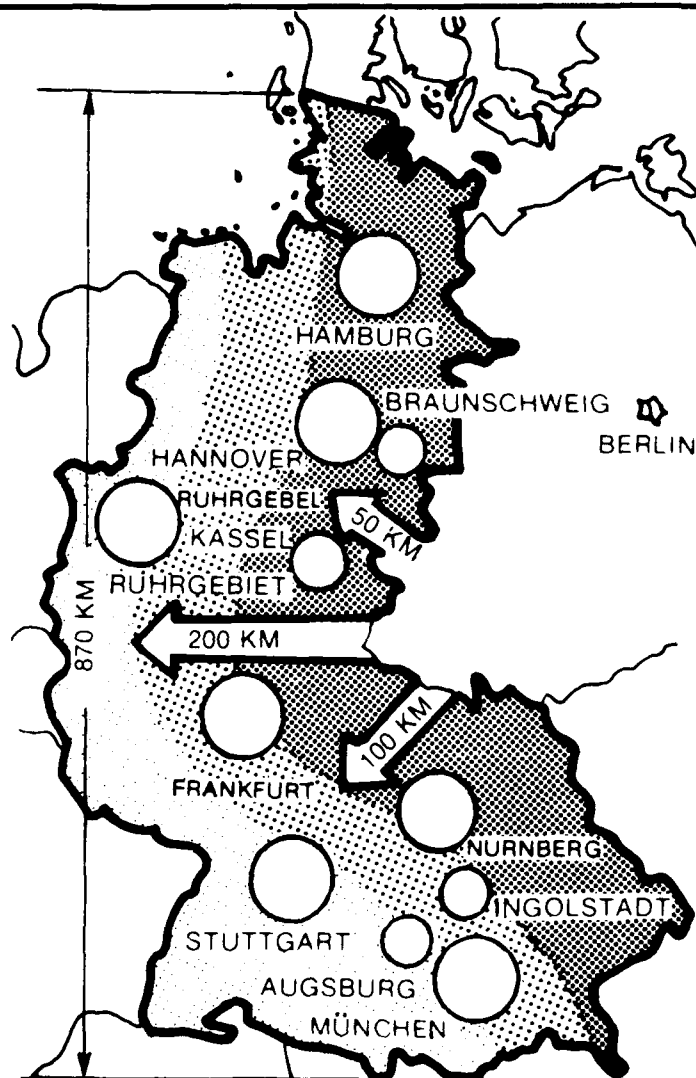 HAMBURG
BRAUNSCHWEIG
BERLIN
HANNOVER
RUHRGEBEL
50 KM
KASSEL
RUHRGEBIET
870 KM
200 KM
100 KM
FRANKFURT
NURNBERG
INGOLSTADT
STUTTGART
AUGSBURG
MÜNCHEN